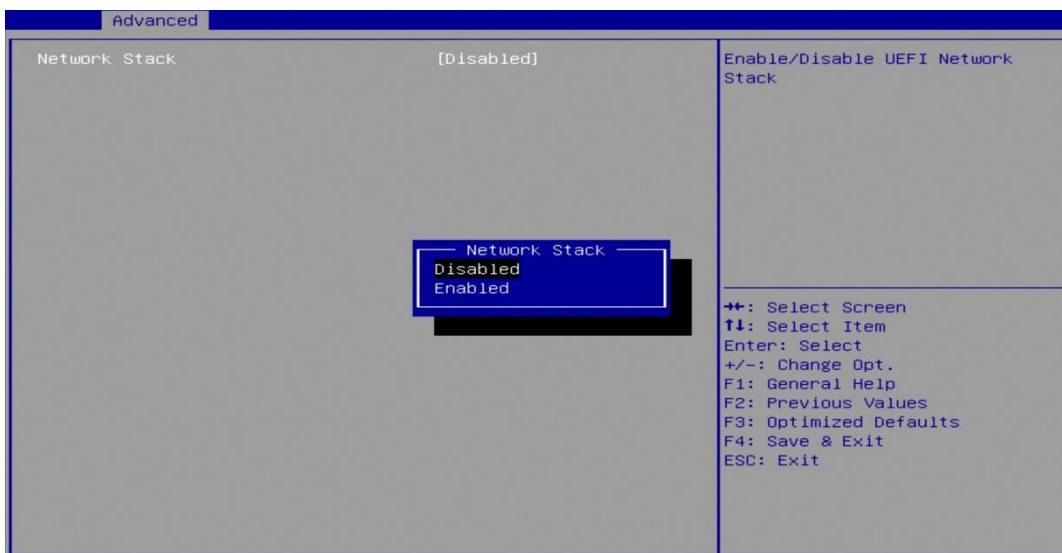 Advanced
Network Stack [Disabled]
Enable/Disable UEFI Network
Stack
Network Stack
Disabled
Enabled
→←: Select Screen
↑↓: Select Item
Enter: Select
+/-: Change Opt.
F1: General Help
F2: Previous Values
F3: Optimized Defaults
F4: Save & Exit
ESC: Exit